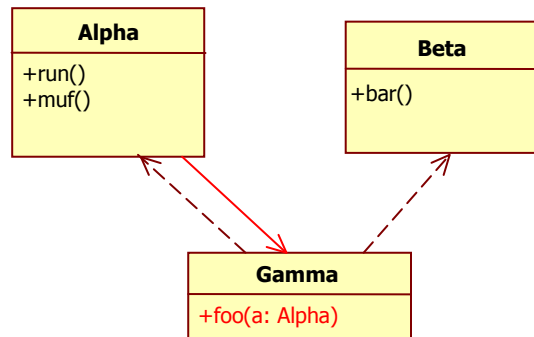 Alpha
+run()
+muf()
Beta
+bar()
Gamma
+foo(a: Alpha)